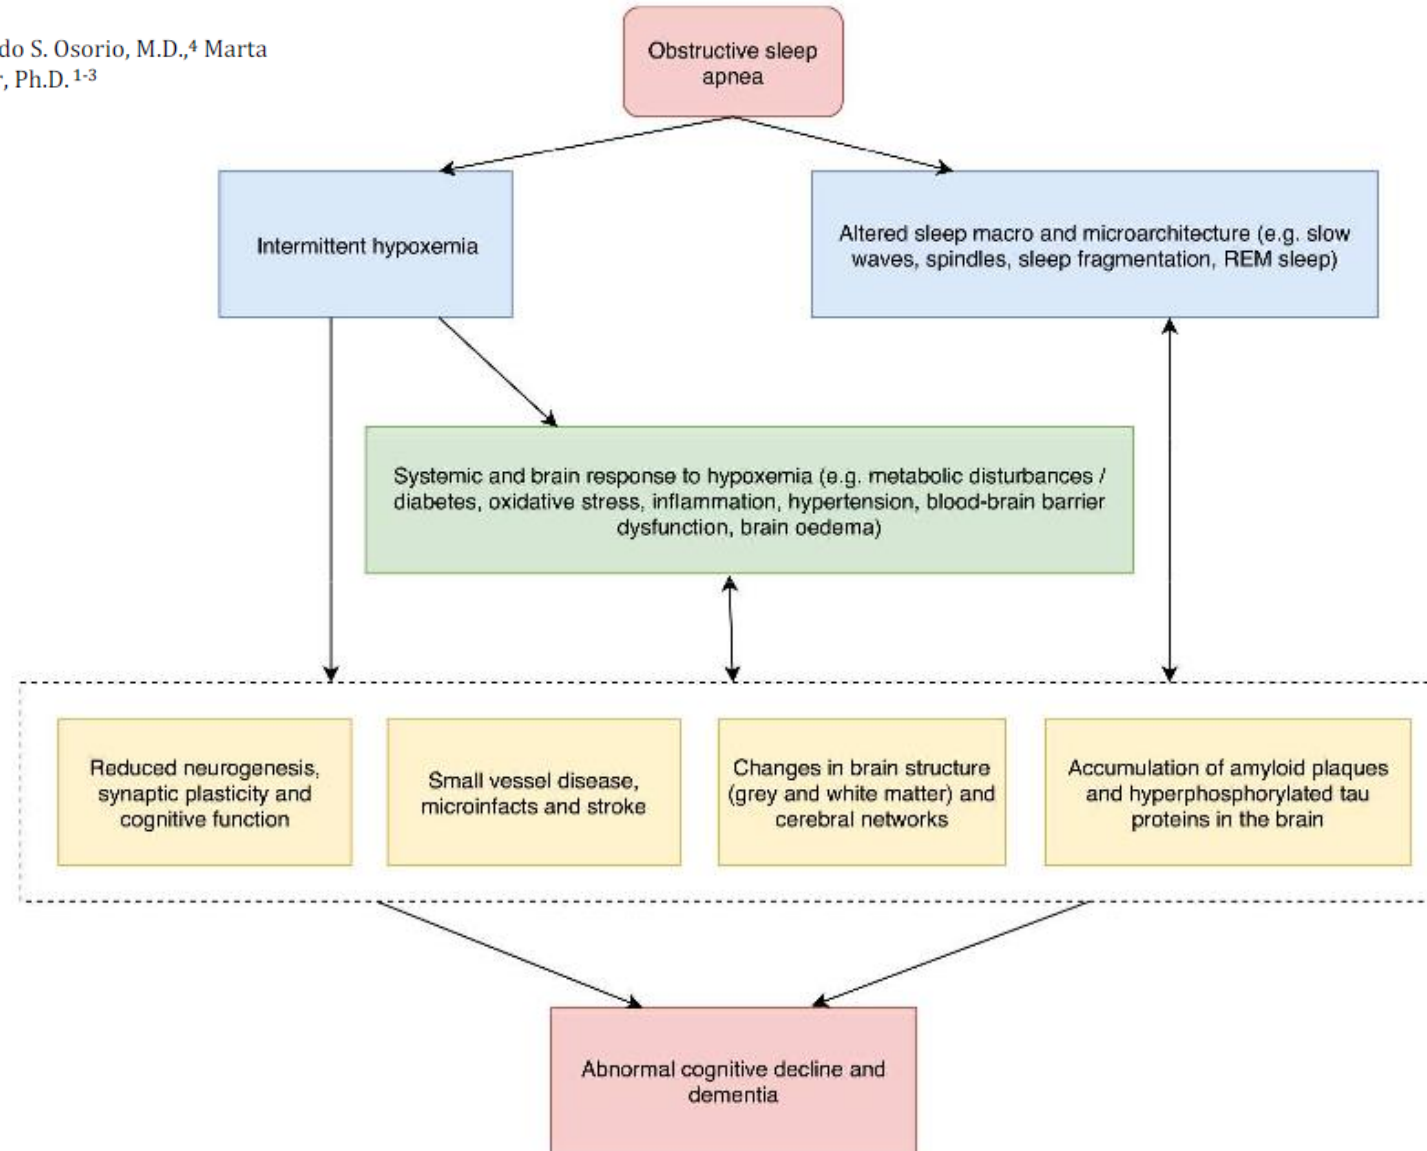 do S. Osorio, M.D.,⁴ Marta
, Ph.D. ¹⁻³
Obstructive sleep
apnea
Intermittent hypoxemia
Altered sleep macro and microarchitecture (e.g. slow
waves, spindles, sleep fragmentation, REM sleep)
Systemic and brain response to hypoxemia (e.g. metabolic disturbances /
diabetes, oxidative stress, inflammation, hypertension, blood-brain barrier
dysfunction, brain oedema)
Reduced neurogenesis,
synaptic plasticity and
cognitive function
Small vessel disease,
microinfacts and stroke
Changes in brain structure
(grey and white matter) and
cerebral networks
Accumulation of amyloid plaques
and hyperphosphorylated tau
proteins in the brain
Abnormal cognitive decline and
dementia